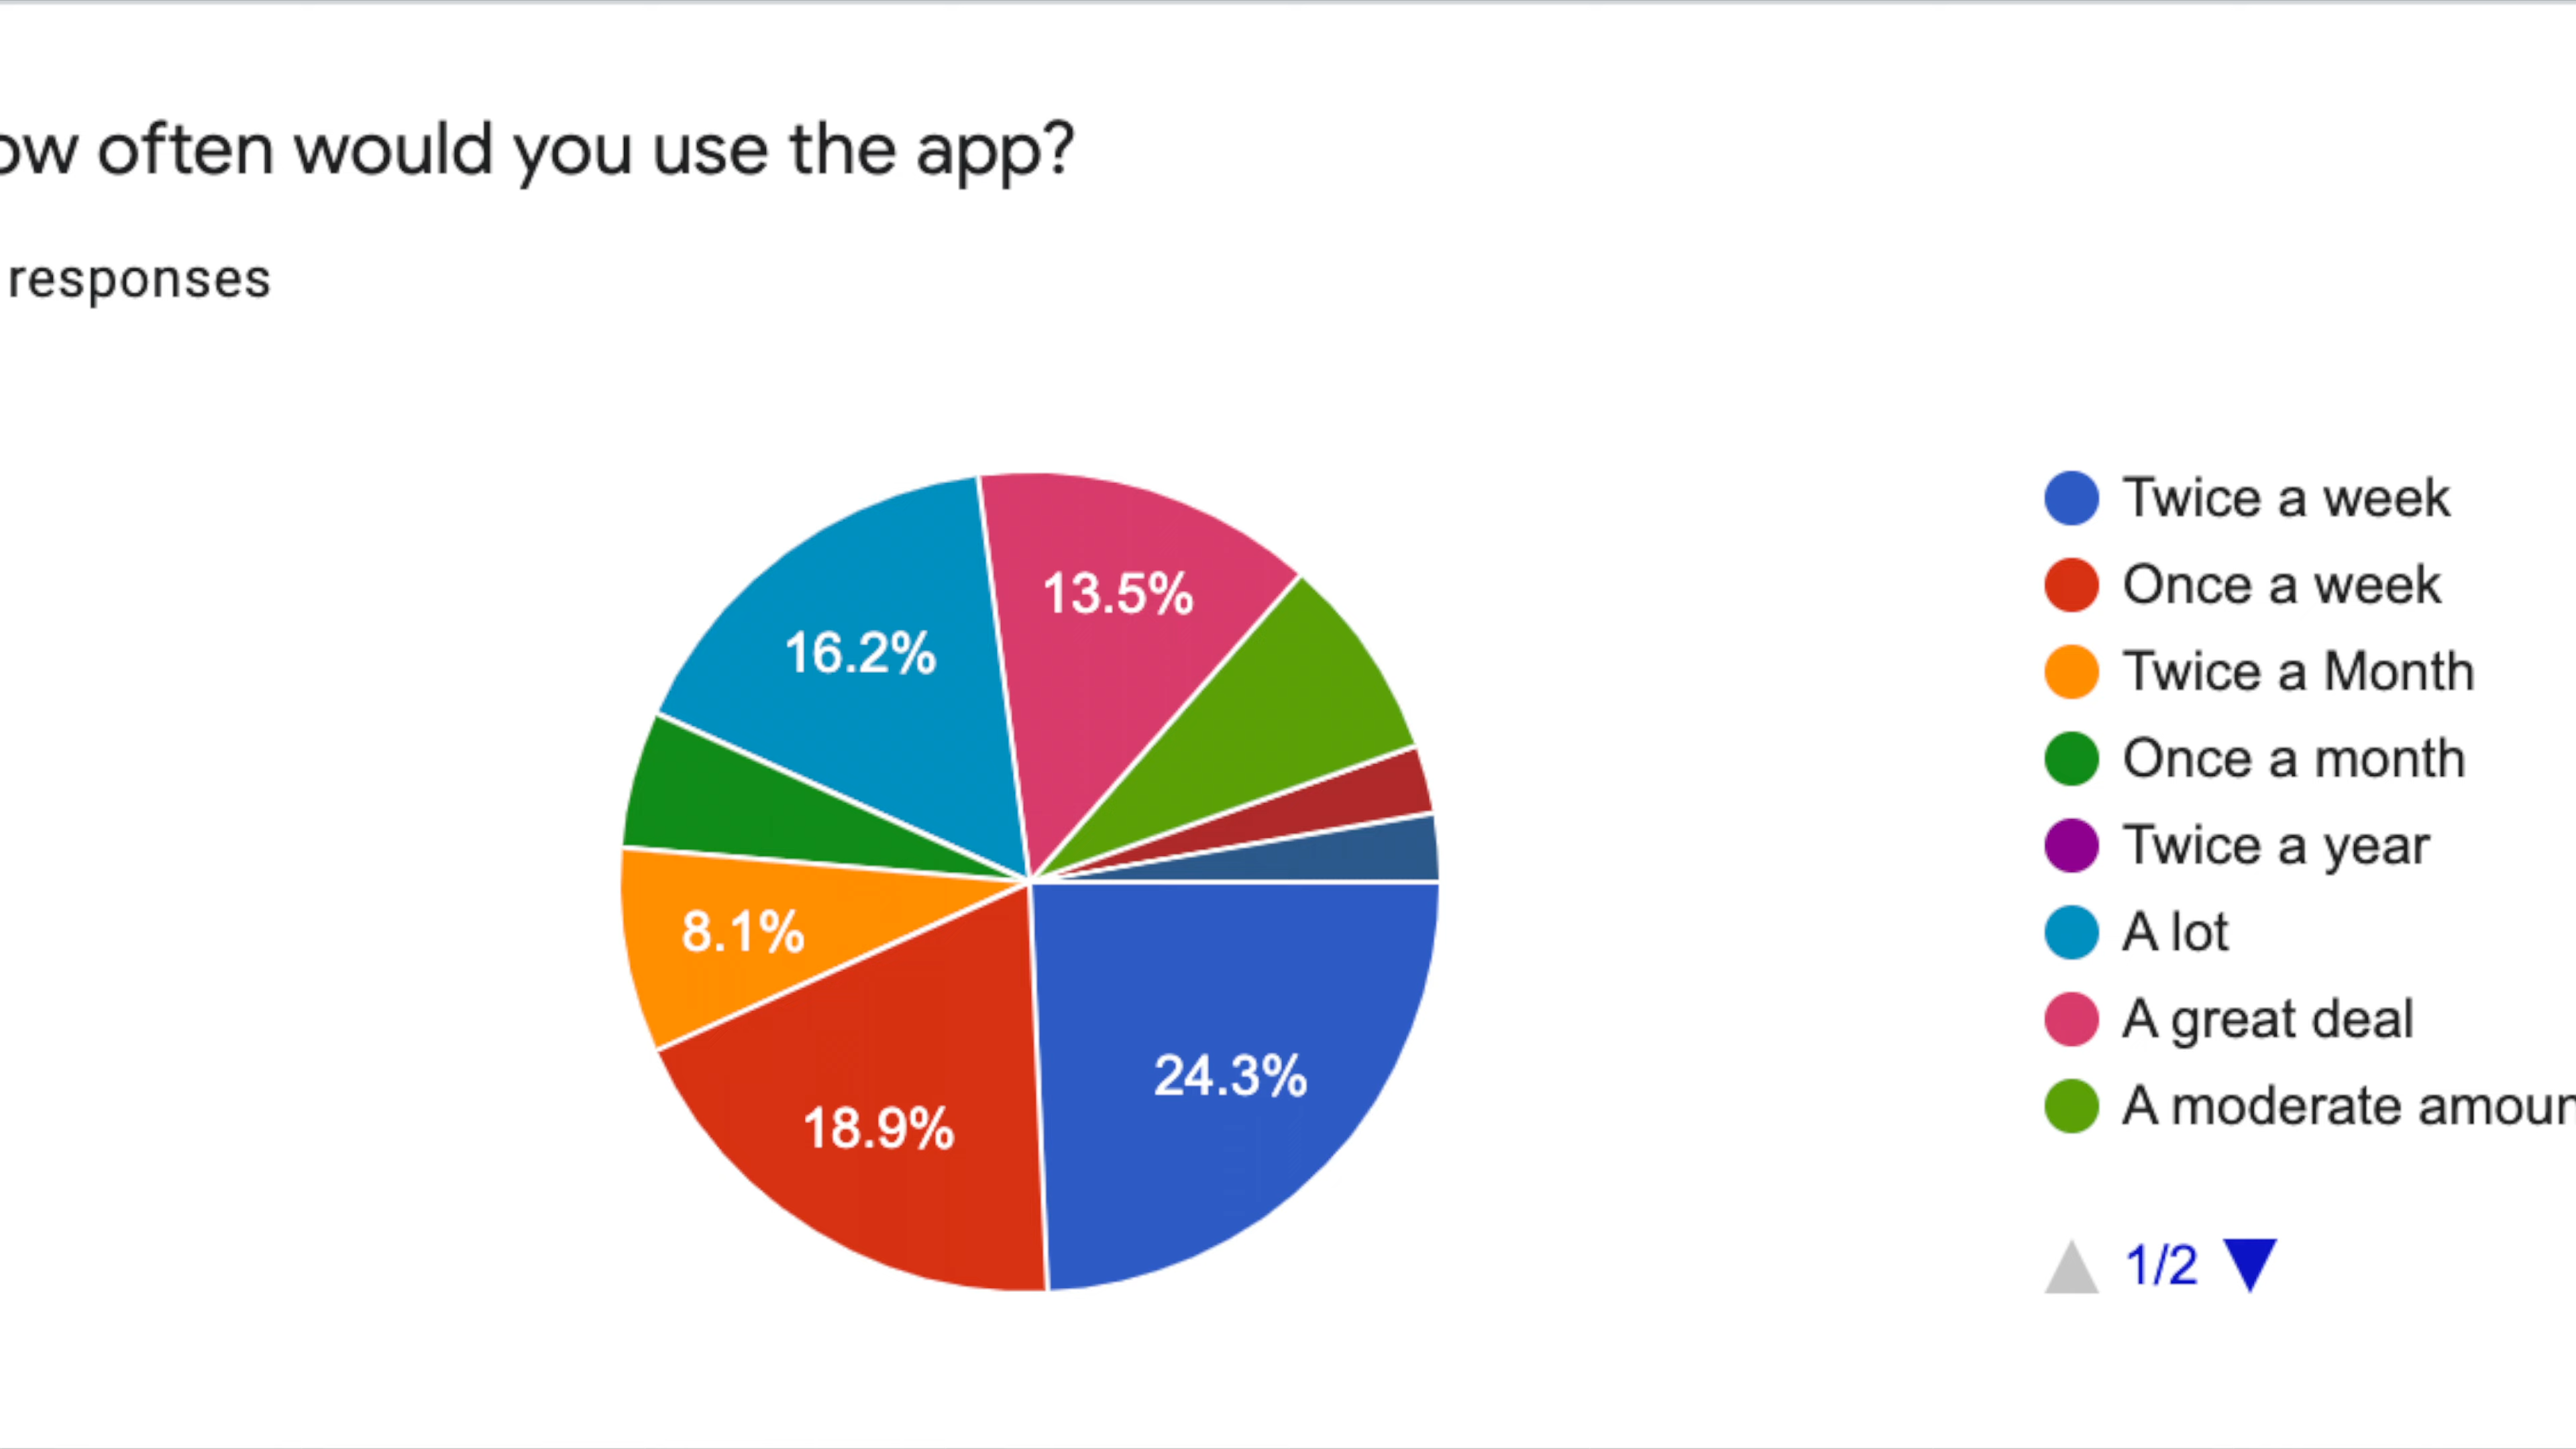 ow often would you use the app?
responses
13.5%
16.2%
8.1%
18.9%
24.3%
Twice a week
Once a week
Twice a Month
Once a month
Twice a year
A lot
A great deal
A moderate amoun
1/2